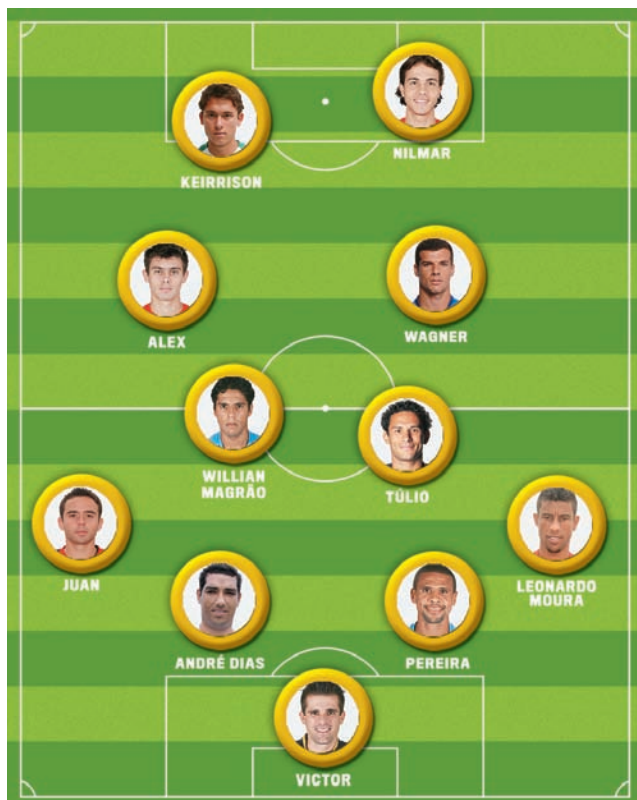 NILMAR
KEIRRISON
ALEX
WAGNER
WILLIAN
MAGRÃO
TÚLIO
JUAN
LEONARDO
MOURA
ANDRÉ DIAS
PEREIRA
VICTOR